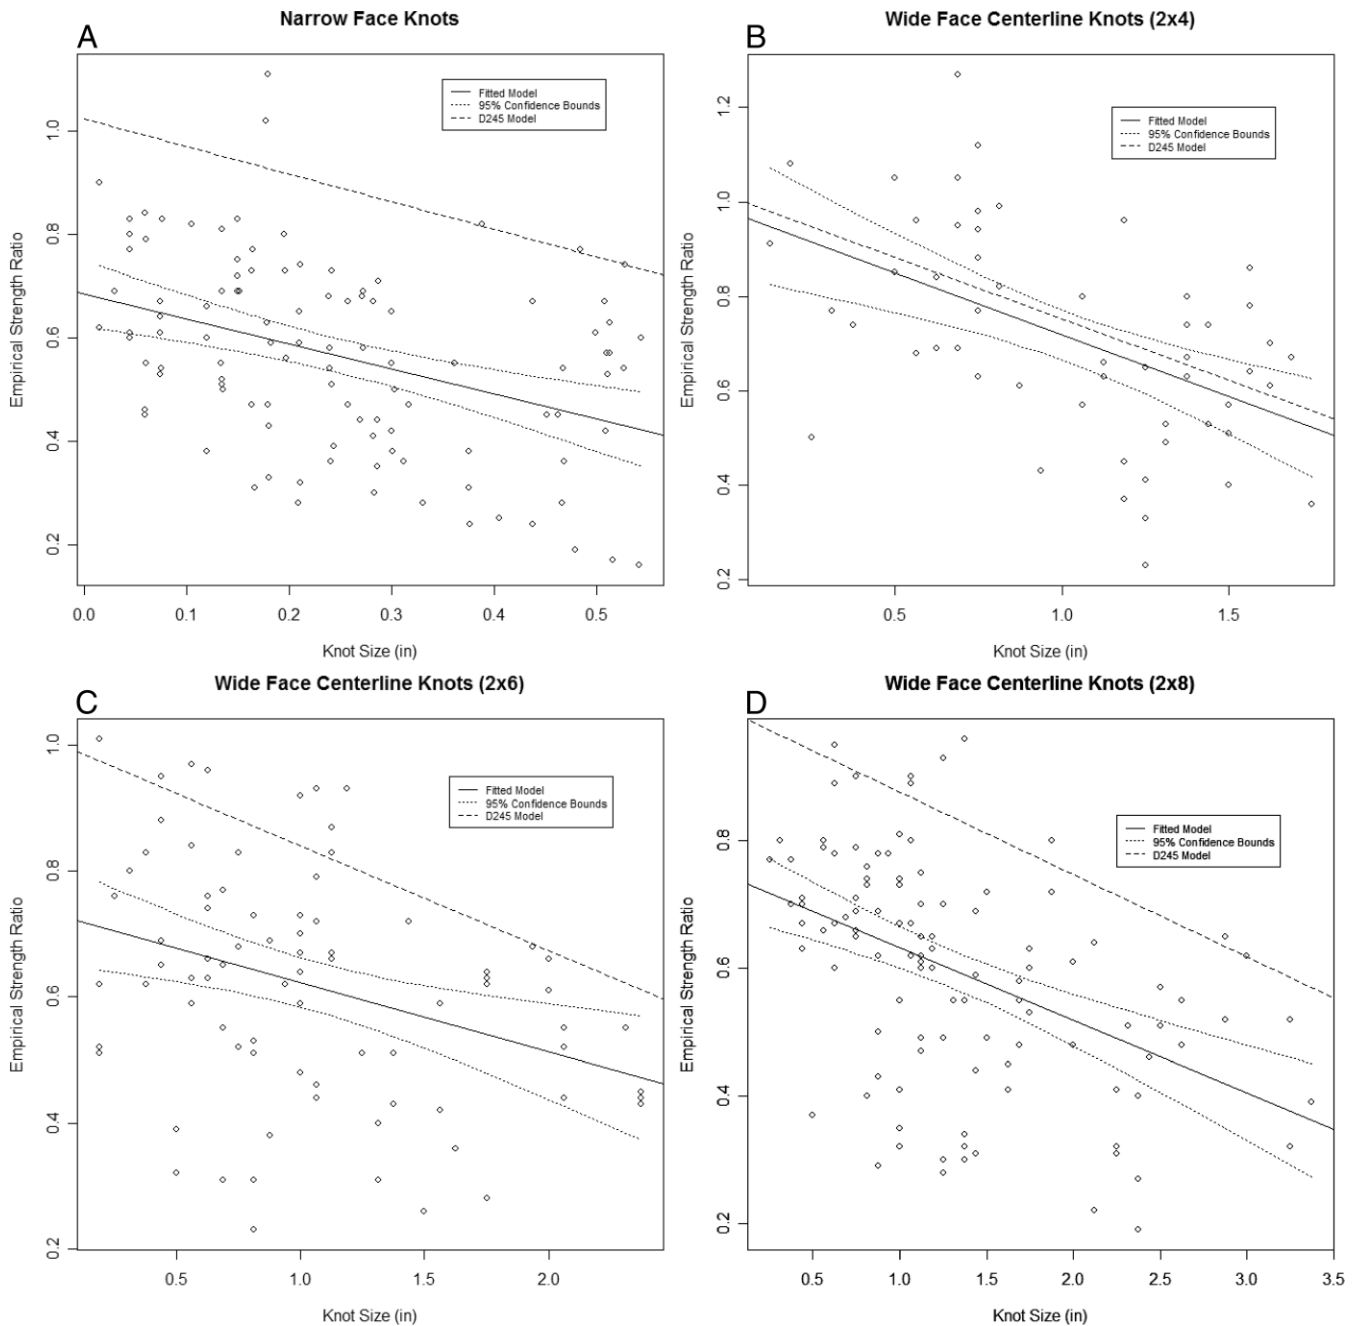 A
Narrow Face Knots
Fitted Model
95% Confidence Bounds
D245 Model
Empirical Strength Ratio
1.0
0.8
0.6
0.4
0.2
0.0 0.1 0.2 0.3 0.4 0.5
Knot Size (in)
B
Wide Face Centerline Knots (2x4)
Fitted Model
95% Confidence Bounds
D245 Model
Empirical Strength Ratio
1.2
1.0
0.8
0.6
0.4
0.2
0.5 1.0 1.5
Knot Size (in)
C
Wide Face Centerline Knots (2x6)
Fitted Model
95% Confidence Bounds
D245 Model
Empirical Strength Ratio
1.0
0.8
0.6
0.4
0.2
0.5 1.0 1.5 2.0
Knot Size (in)
D
Wide Face Centerline Knots (2x8)
Fitted Model
95% Confidence Bounds
D245 Model
Empirical Strength Ratio
0.8
0.6
0.4
0.2
0.5 1.0 1.5 2.0 2.5 3.0 3.5
Knot Size (in)